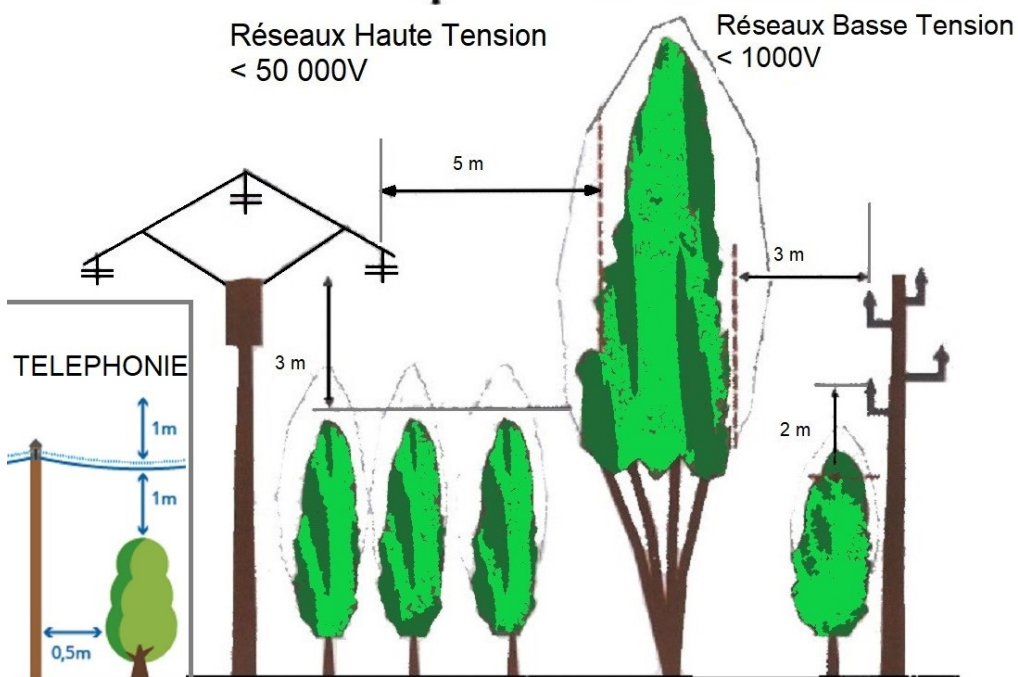 Réseaux Haute Tension
< 50 000V
Réseaux Basse Tension
< 1000V
5 m
3 m
3 m
2 m
TELEPHONIE
1m
1m
0,5m